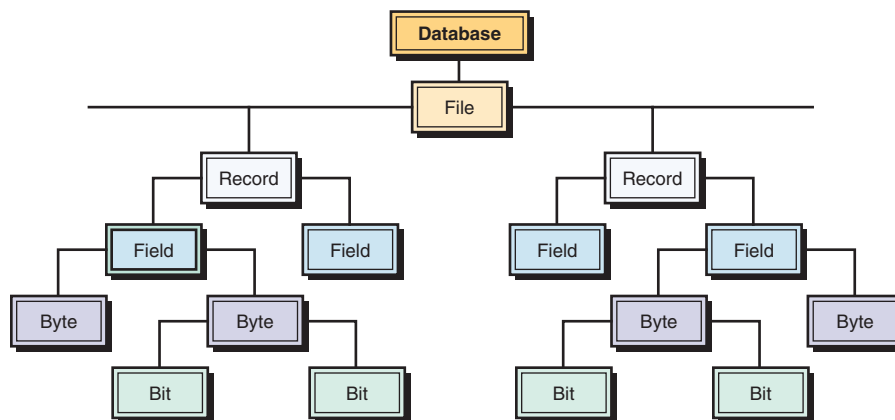 Database
File
Record
Record
Field
Field
Field
Field
Byte
Byte
Byte
Byte
Bit
Bit
Bit
Bit